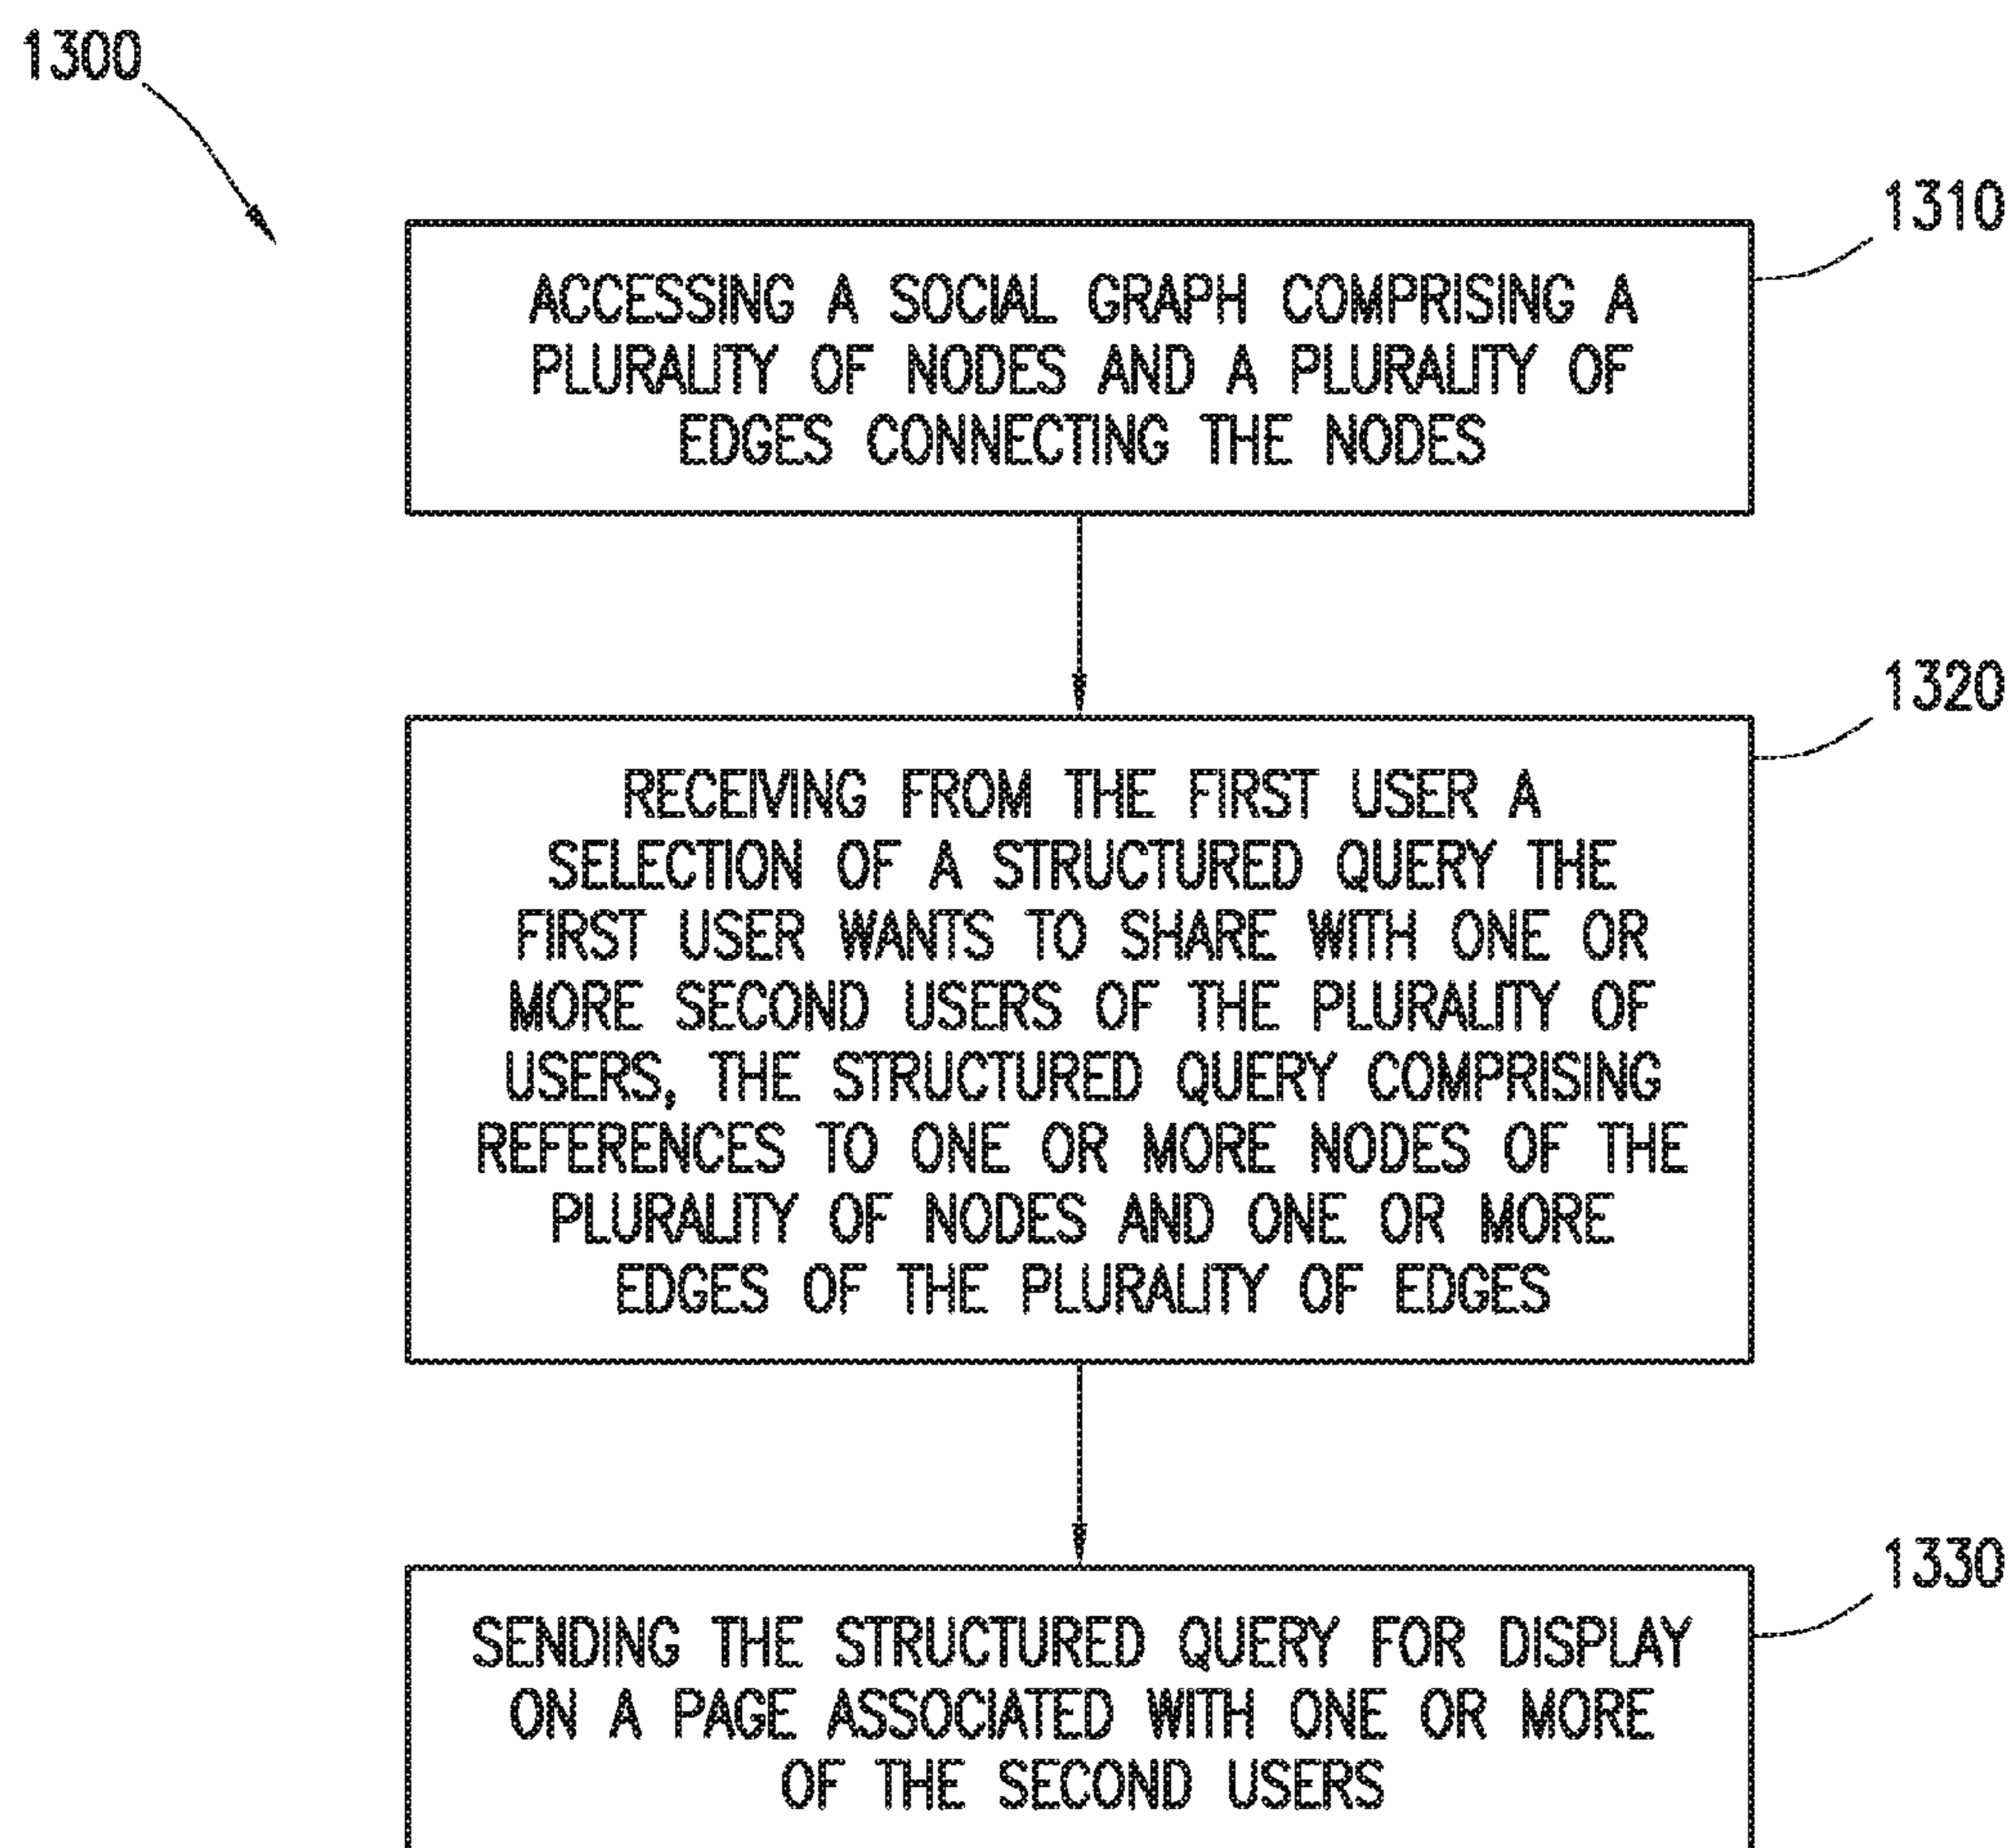 1300
1310
ACCESSING A SOCIAL GRAPH COMPRISING A
PLURALITY OF NODES AND A PLURALITY OF
EDGES CONNECTING THE NODES
1320
RECEIVING FROM THE FIRST USER A
SELECTION OF A STRUCTURED QUERY THE
FIRST USER WANTS TO SHARE WITH ONE OR
MORE SECOND USERS OF THE PLURALITY OF
USERS, THE STRUCTURED QUERY COMPRISING
REFERENCES TO ONE OR MORE NODES OF THE
PLURALITY OF NODES AND ONE OR MORE
EDGES OF THE PLURALITY OF EDGES
1330
SENDING THE STRUCTURED QUERY FOR DISPLAY
ON A PAGE ASSOCIATED WITH ONE OR MORE
OF THE SECOND USERS